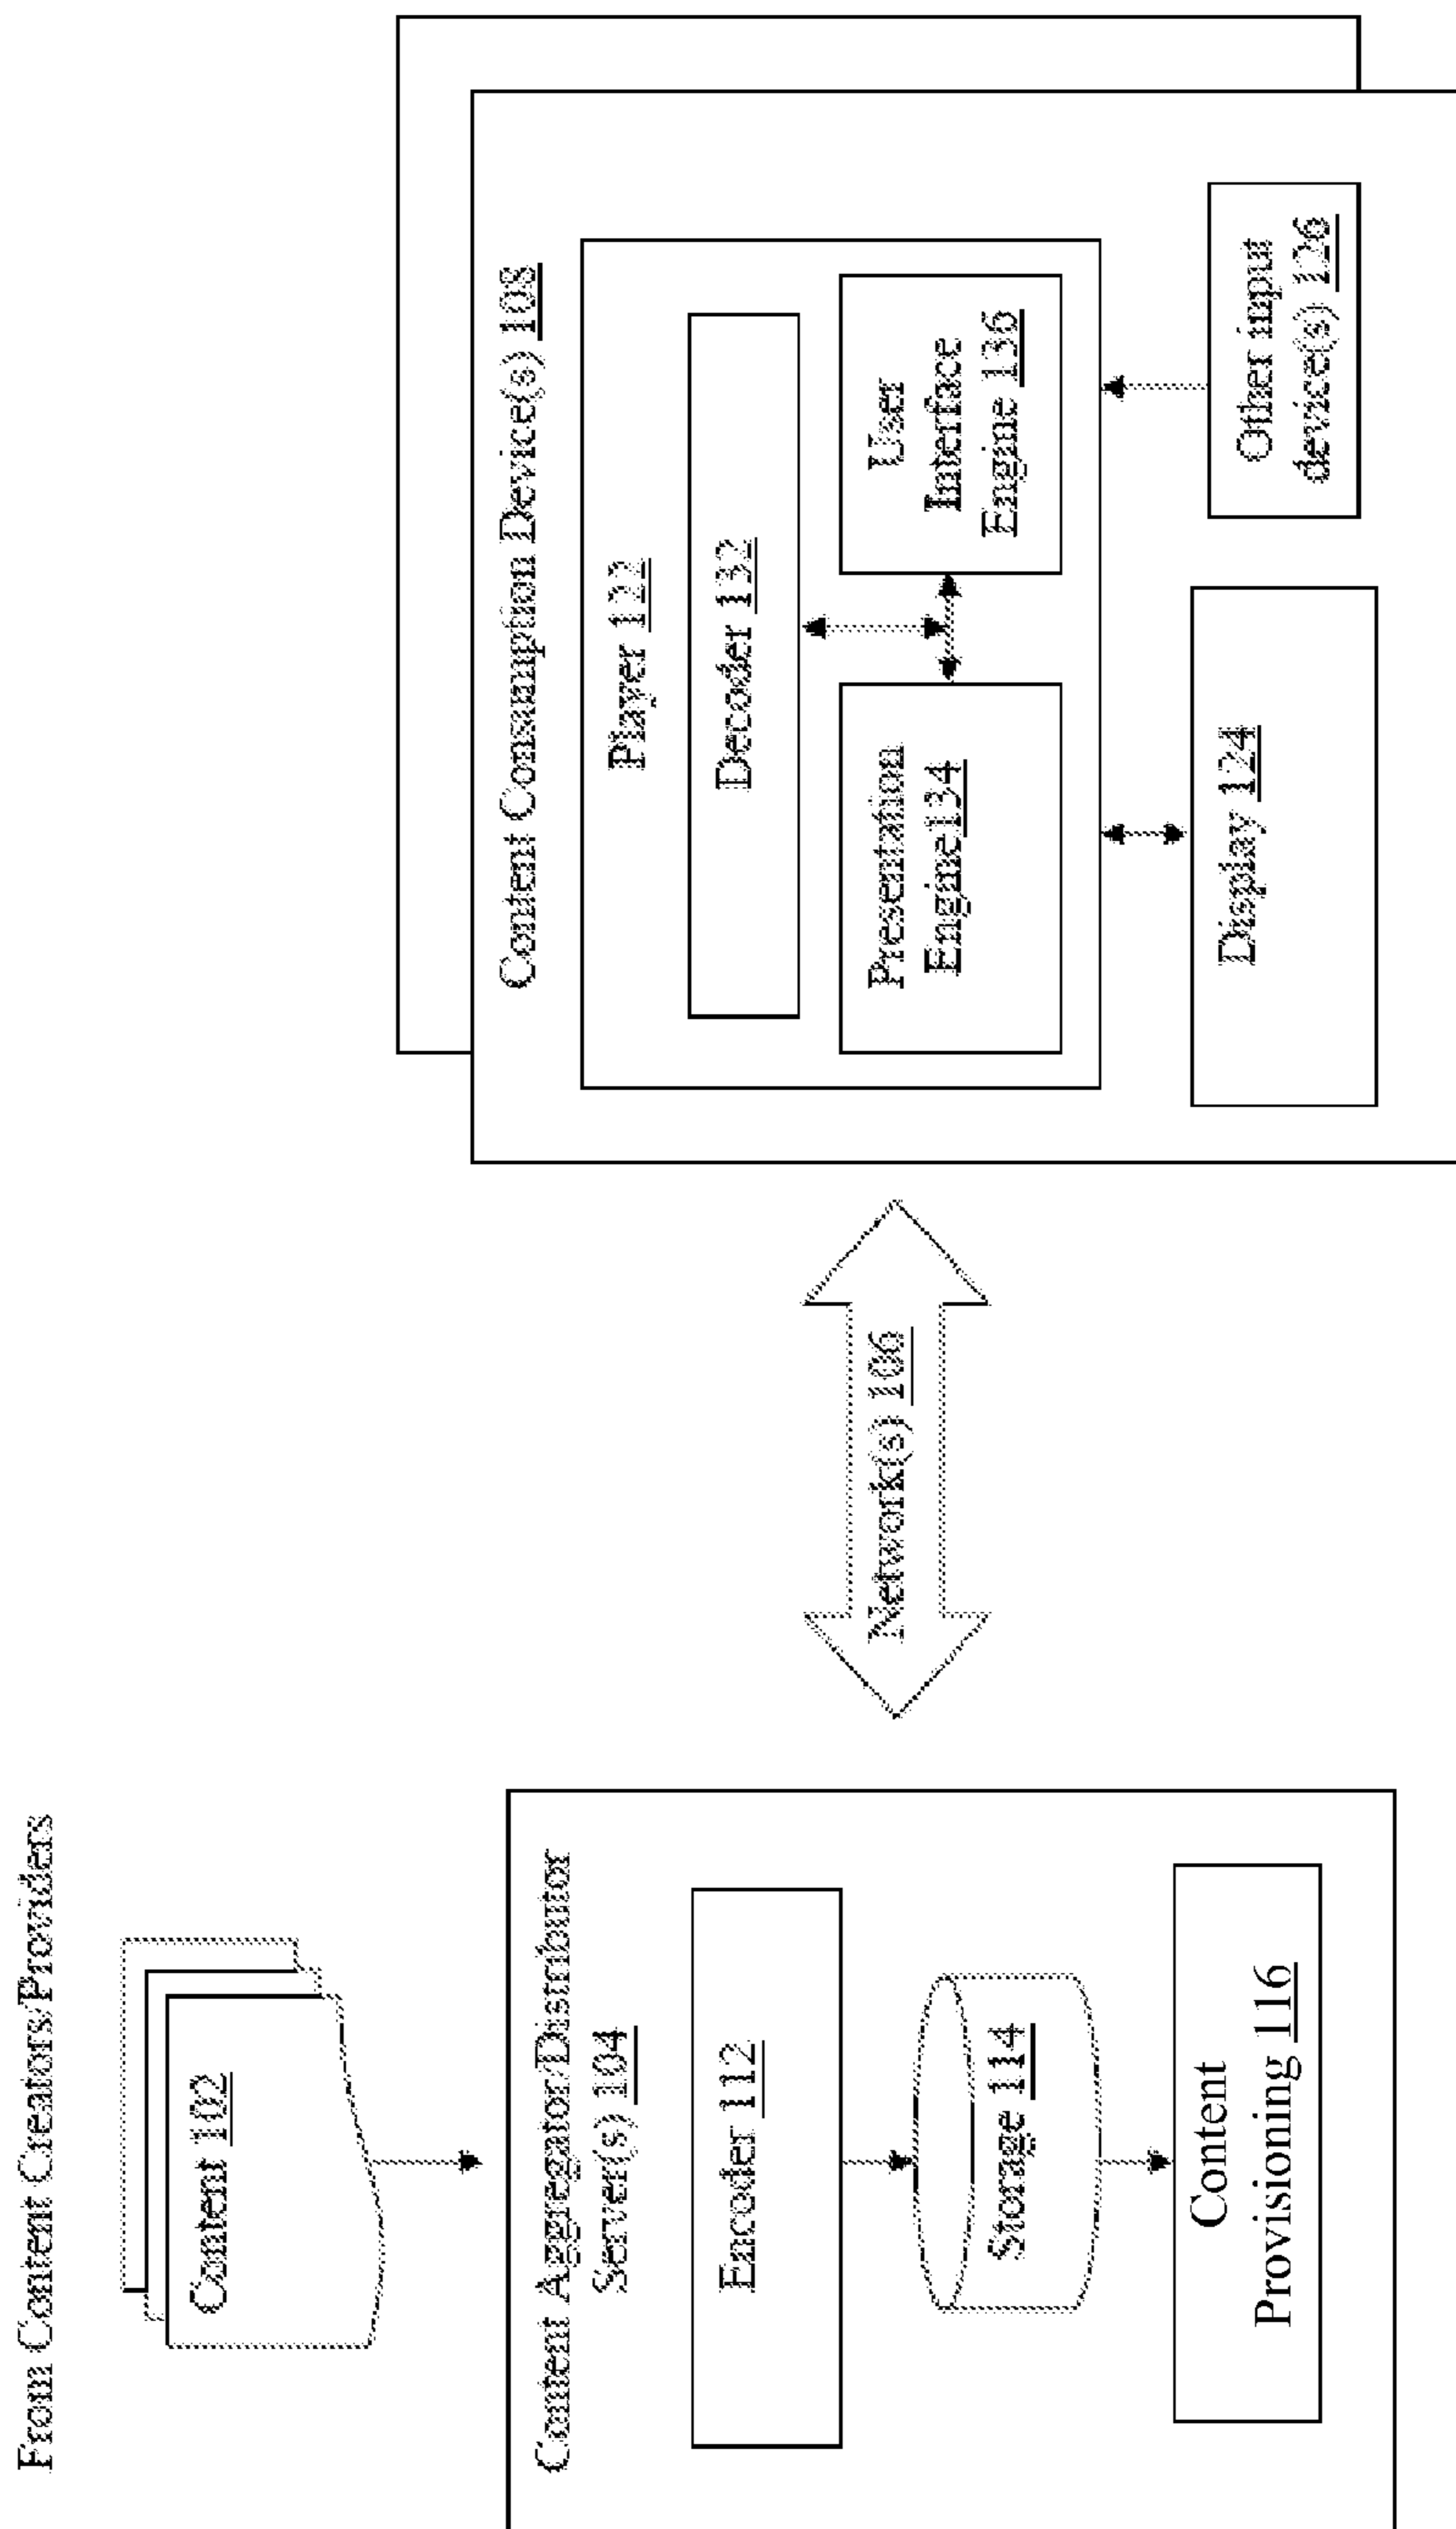 From Content Creators/Providers
Content 102
Content Aggregator/Distributor
Server(s) 104
Encoder 112
Storage 114
Content
Provisioning 116
Network(s) 106
Content Consumption Device(s) 108
Player 122
Decoder 132
Presentation
Engine134
User
Interface
Engine 136
Display 124
Other input
device(s) 126